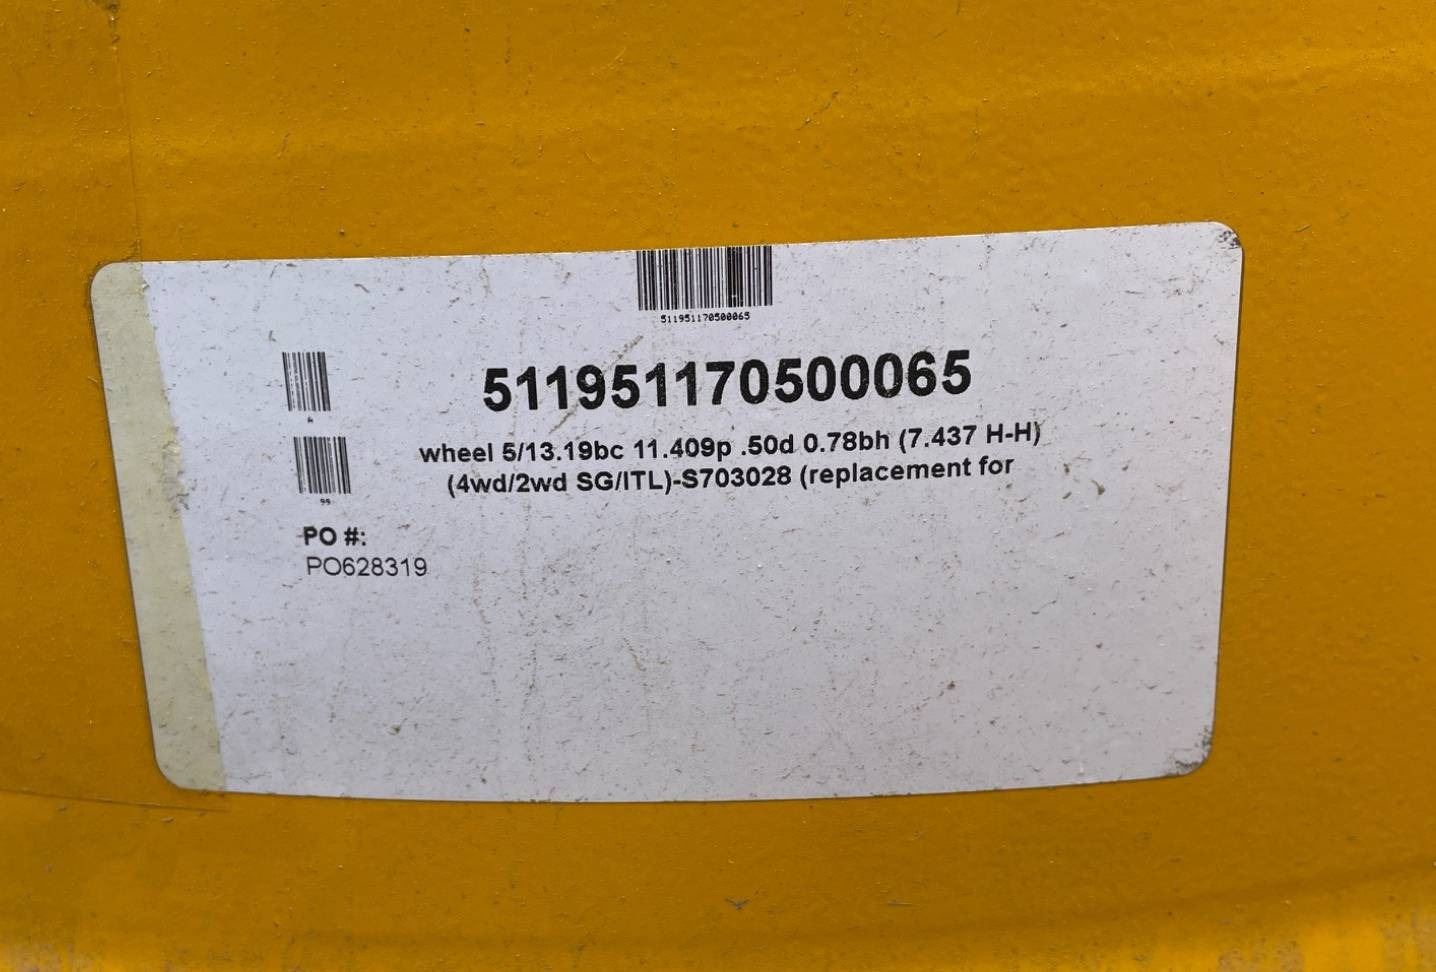 511951170500065
511951170500065
wheel 5/13.19bc 11.409p .50d 0.78bh (7.437 H-H)
(4wd/2wd SG/ITL)-S703028 (replacement for
99
PO #:
PO628319